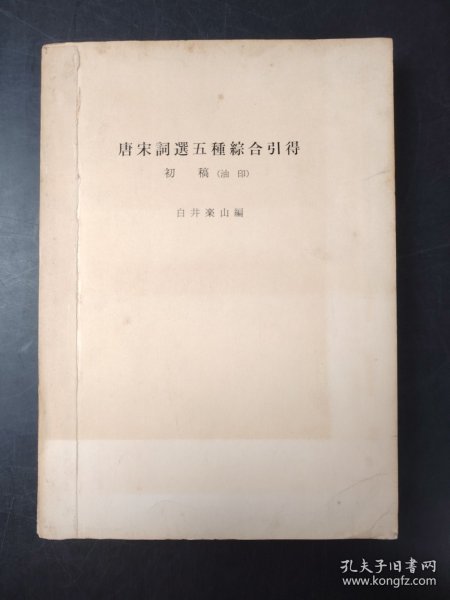 唐宋詞選五種綜合引得
初 稿(油 印)
白井楽山編
孔夫子旧书网
www.kongfz.com